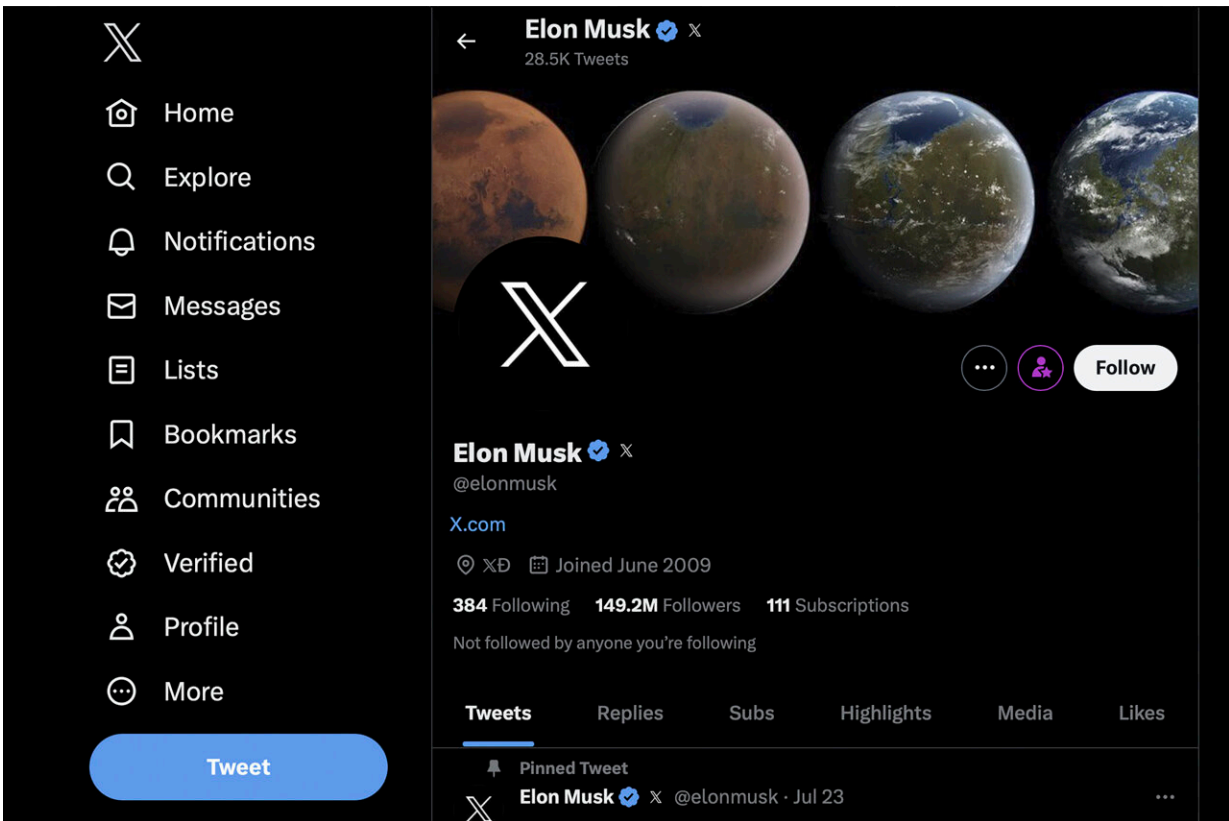 Home
Explore
Notifications
Messages
Lists
Bookmarks
Communities
Verified
Profile
More
Tweet
Elon Musk 𝕏
28.5K Tweets
Follow
Elon Musk 𝕏
@elonmusk
X.com
𝕏Ð Joined June 2009
384 Following 149.2M Followers 111 Subscriptions
Not followed by anyone you’re following
Tweets Replies Subs Highlights Media Likes
Pinned Tweet
Elon Musk 𝕏 @elonmusk · Jul 23